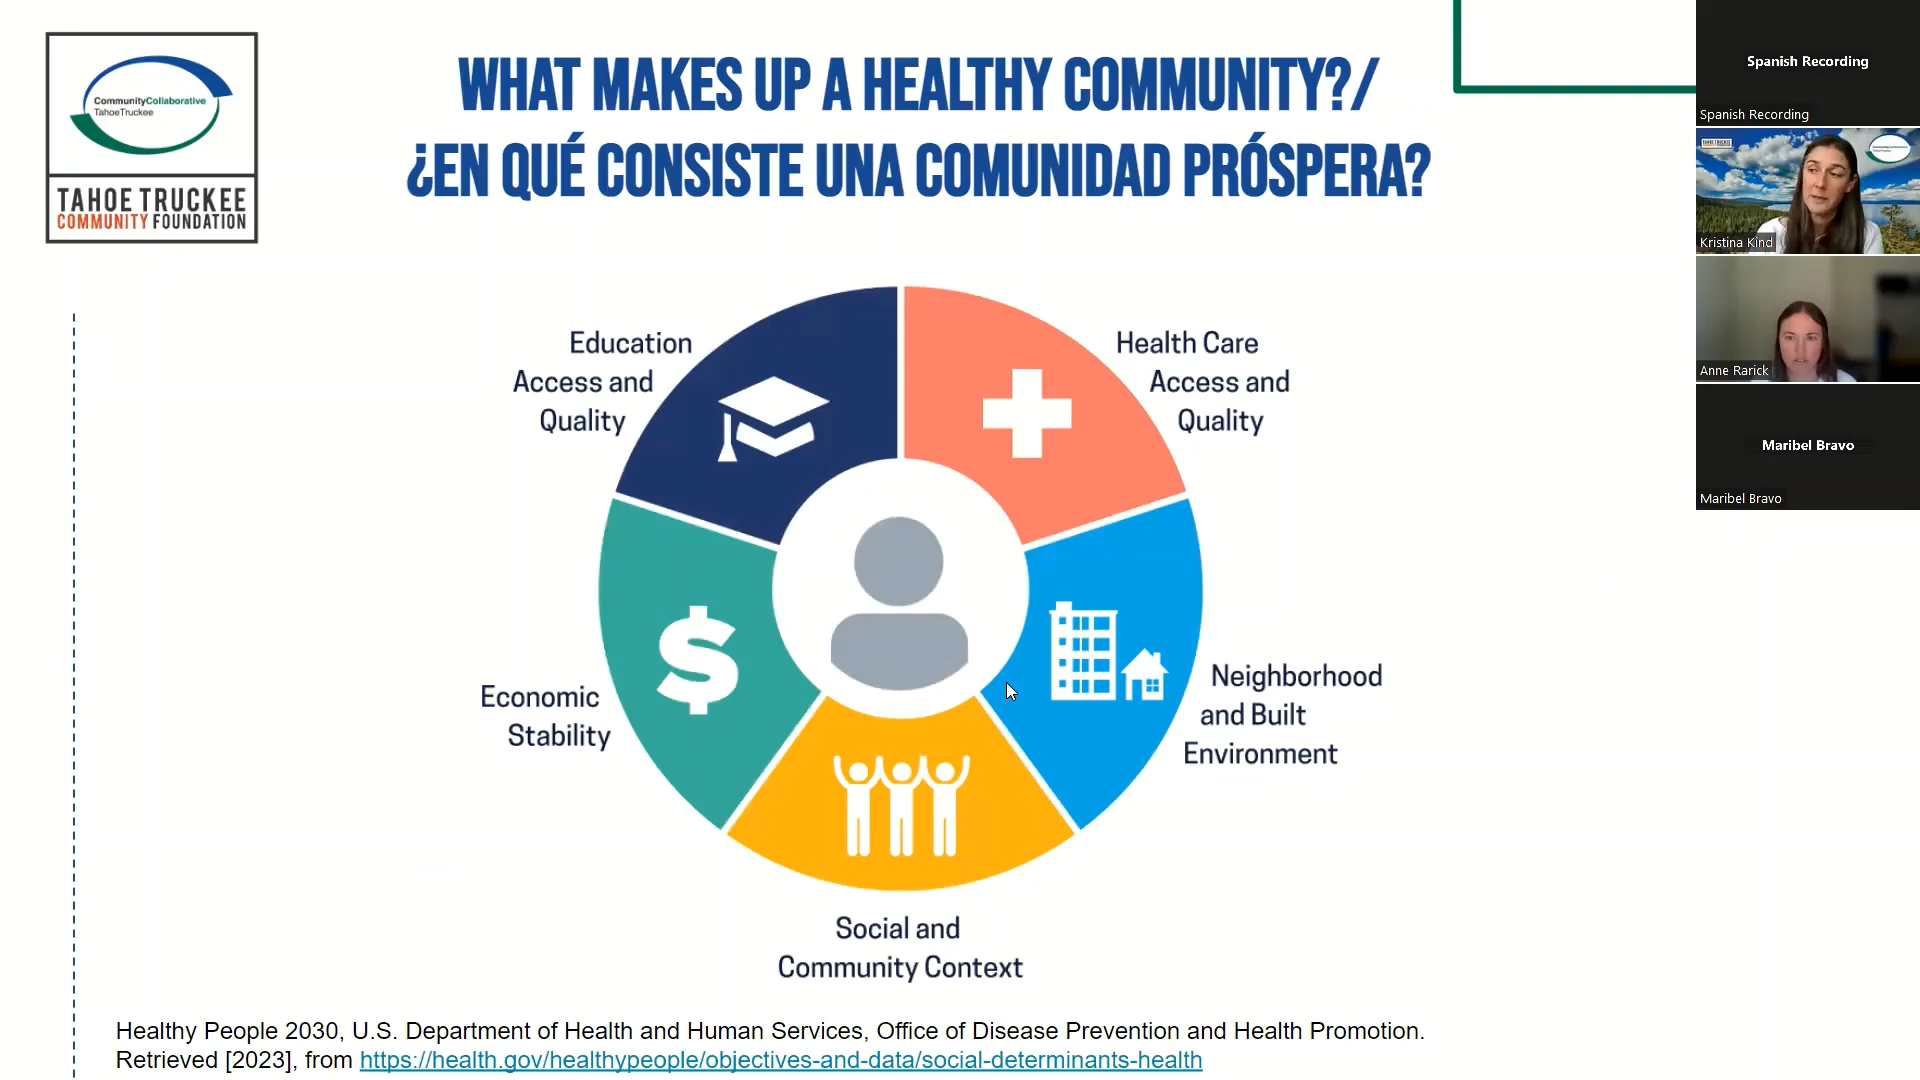 CommunityCollaborative
TahoeTruckee
TAHOE TRUCKEE
COMMUNITY FOUNDATION
WHAT MAKES UP A HEALTHY COMMUNITY?/
¿EN QUÉ CONSISTE UNA COMUNIDAD PRÓSPERA?
Education
Access and
Quality
Health Care
Access and
Quality
Economic
Stability
$
Neighborhood
and Built
Environment
Social and
Community Context
Healthy People 2030, U.S. Department of Health and Human Services, Office of Disease Prevention and Health Promotion.
Retrieved [2023], from https://health.gov/healthypeople/objectives-and-data/social-determinants-health
Spanish Recording
Spanish Recording
Kristina Kind
Anne Rarick
Maribel Bravo
Maribel Bravo